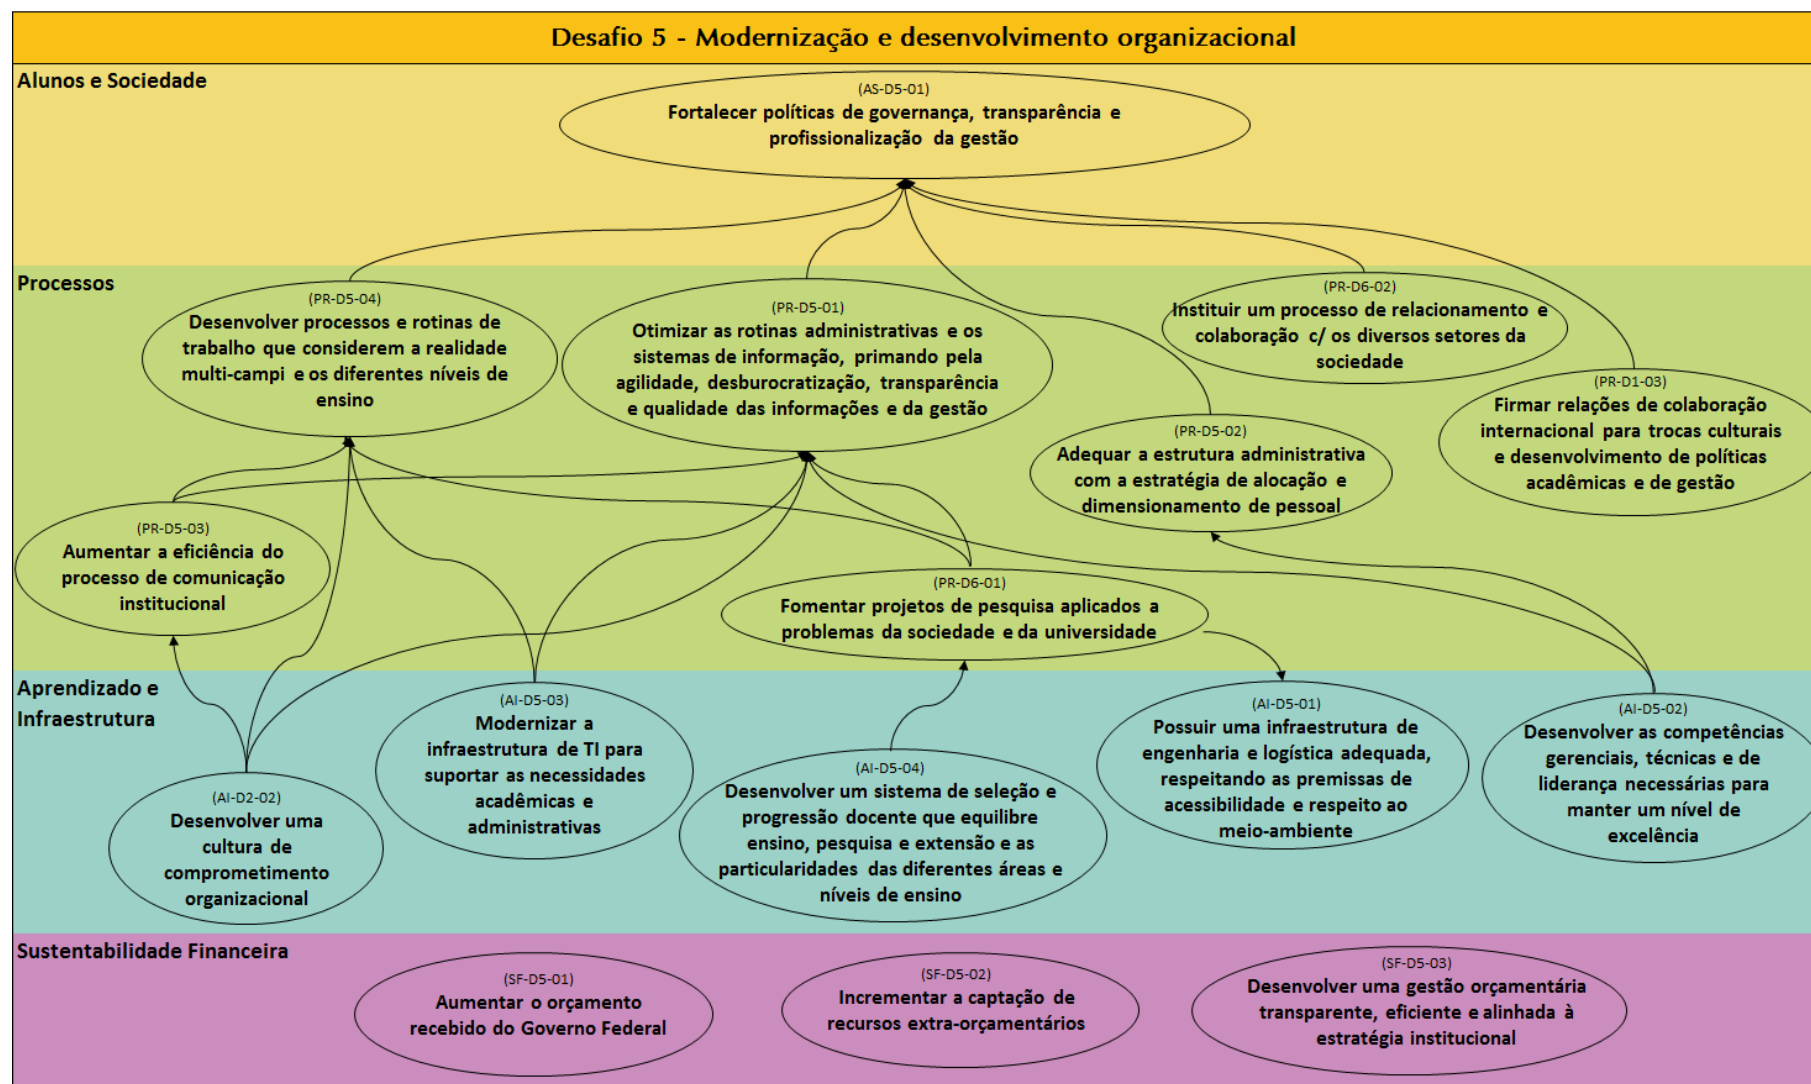 Desafio 5 - Modernização e desenvolvimento organizacional
Alunos e Sociedade
(AS-D5-01)
Fortalecer políticas de governança, transparência e
profissionalização da gestão
Processos
(PR-D5-04)
Desenvolver processos e rotinas de
trabalho que considerem a realidade
multi-campi e os diferentes níveis de
ensino
(PR-D5-01)
Otimizar as rotinas administrativas e os
sistemas de informação, primando pela
agilidade, desburocratização, transparência
e qualidade das informações e da gestão
(PR-D6-02)
Instituir um processo de relacionamento e
colaboração c/ os diversos setores da
sociedade
(PR-D1-03)
Firmar relações de colaboração
internacional para trocas culturais
e desenvolvimento de políticas
acadêmicas e de gestão
(PR-D5-02)
Adequar a estrutura administrativa
com a estratégia de alocação e
dimensionamento de pessoal
(PR-D5-03)
Aumentar a eficiência do
processo de comunicação
institucional
(PR-D6-01)
Fomentar projetos de pesquisa aplicados a
problemas da sociedade e da universidade
Aprendizado e
Infraestrutura
(AI-D2-02)
Desenvolver uma
cultura de
comprometimento
organizacional
(AI-D5-03)
Modernizar a
infraestrutura de TI para
suportar as necessidades
acadêmicas e
administrativas
(AI-D5-04)
Desenvolver um sistema de seleção e
progressão docente que equilibre
ensino, pesquisa e extensão e as
particularidades das diferentes áreas e
níveis de ensino
(AI-D5-01)
Possuir uma infraestrutura de
engenharia e logística adequada,
respeitando as premissas de
acessibilidade e respeito ao
meio-ambiente
(AI-D5-02)
Desenvolver as competências
gerenciais, técnicas e de
liderança necessárias para
manter um nível de
excelência
Sustentabilidade Financeira
(SF-D5-01)
Aumentar o orçamento
recebido do Governo Federal
(SF-D5-02)
Incrementar a captação de
recursos extra-orçamentários
(SF-D5-03)
Desenvolver uma gestão orçamentária
transparente, eficiente e alinhada à
estratégia institucional